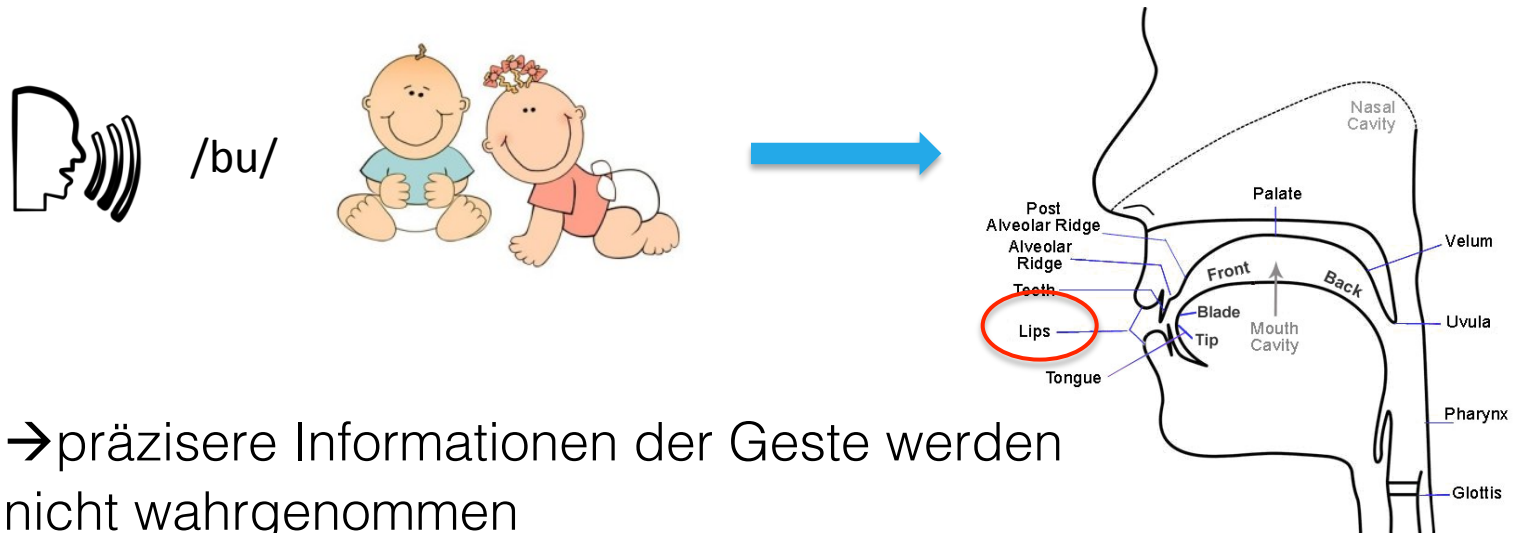 /bu/
Nasal
Cavity
Palate
Post
Alveolar Ridge
Alveolar
Ridge
Velum
Front
Back
Teeth
Blade
Lips
Tip
Mouth
Cavity
Uvula
Tongue
Pharynx
Glottis
→präzisere Informationen der Geste werden
nicht wahrgenommen